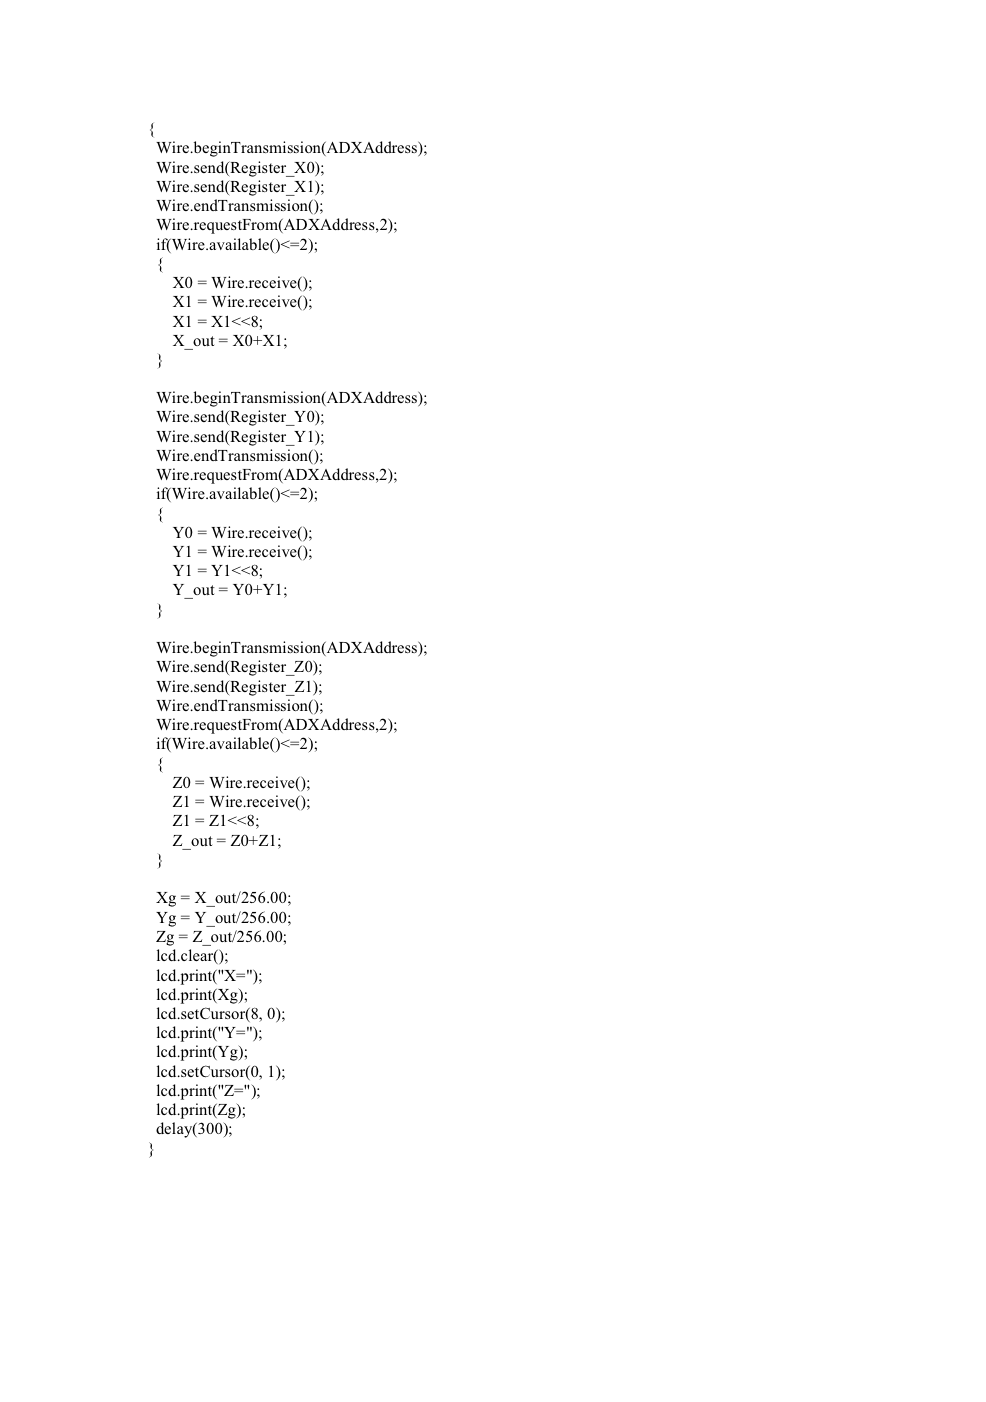 {
Wire.beginTransmission(ADXAddress);
Wire.send(Register_X0);
Wire.send(Register_X1);
Wire.endTransmission();
Wire.requestFrom(ADXAddress,2);
if(Wire.available()<=2);
{
X0 = Wire.receive();
X1 = Wire.receive();
X1 = X1<<8;
X_out = X0+X1;
}
Wire.beginTransmission(ADXAddress);
Wire.send(Register_Y0);
Wire.send(Register_Y1);
Wire.endTransmission();
Wire.requestFrom(ADXAddress,2);
if(Wire.available()<=2);
{
Y0 = Wire.receive();
Y1 = Wire.receive();
Y1 = Y1<<8;
Y_out = Y0+Y1;
}
Wire.beginTransmission(ADXAddress);
Wire.send(Register_Z0);
Wire.send(Register_Z1);
Wire.endTransmission();
Wire.requestFrom(ADXAddress,2);
if(Wire.available()<=2);
{
Z0 = Wire.receive();
Z1 = Wire.receive();
Z1 = Z1<<8;
Z_out = Z0+Z1;
}
Xg = X_out/256.00;
Yg = Y_out/256.00;
Zg = Z_out/256.00;
lcd.clear();
lcd.print("X=");
lcd.print(Xg);
lcd.setCursor(8, 0);
lcd.print("Y=");
lcd.print(Yg);
lcd.setCursor(0, 1);
lcd.print("Z=");
lcd.print(Zg);
delay(300);
}